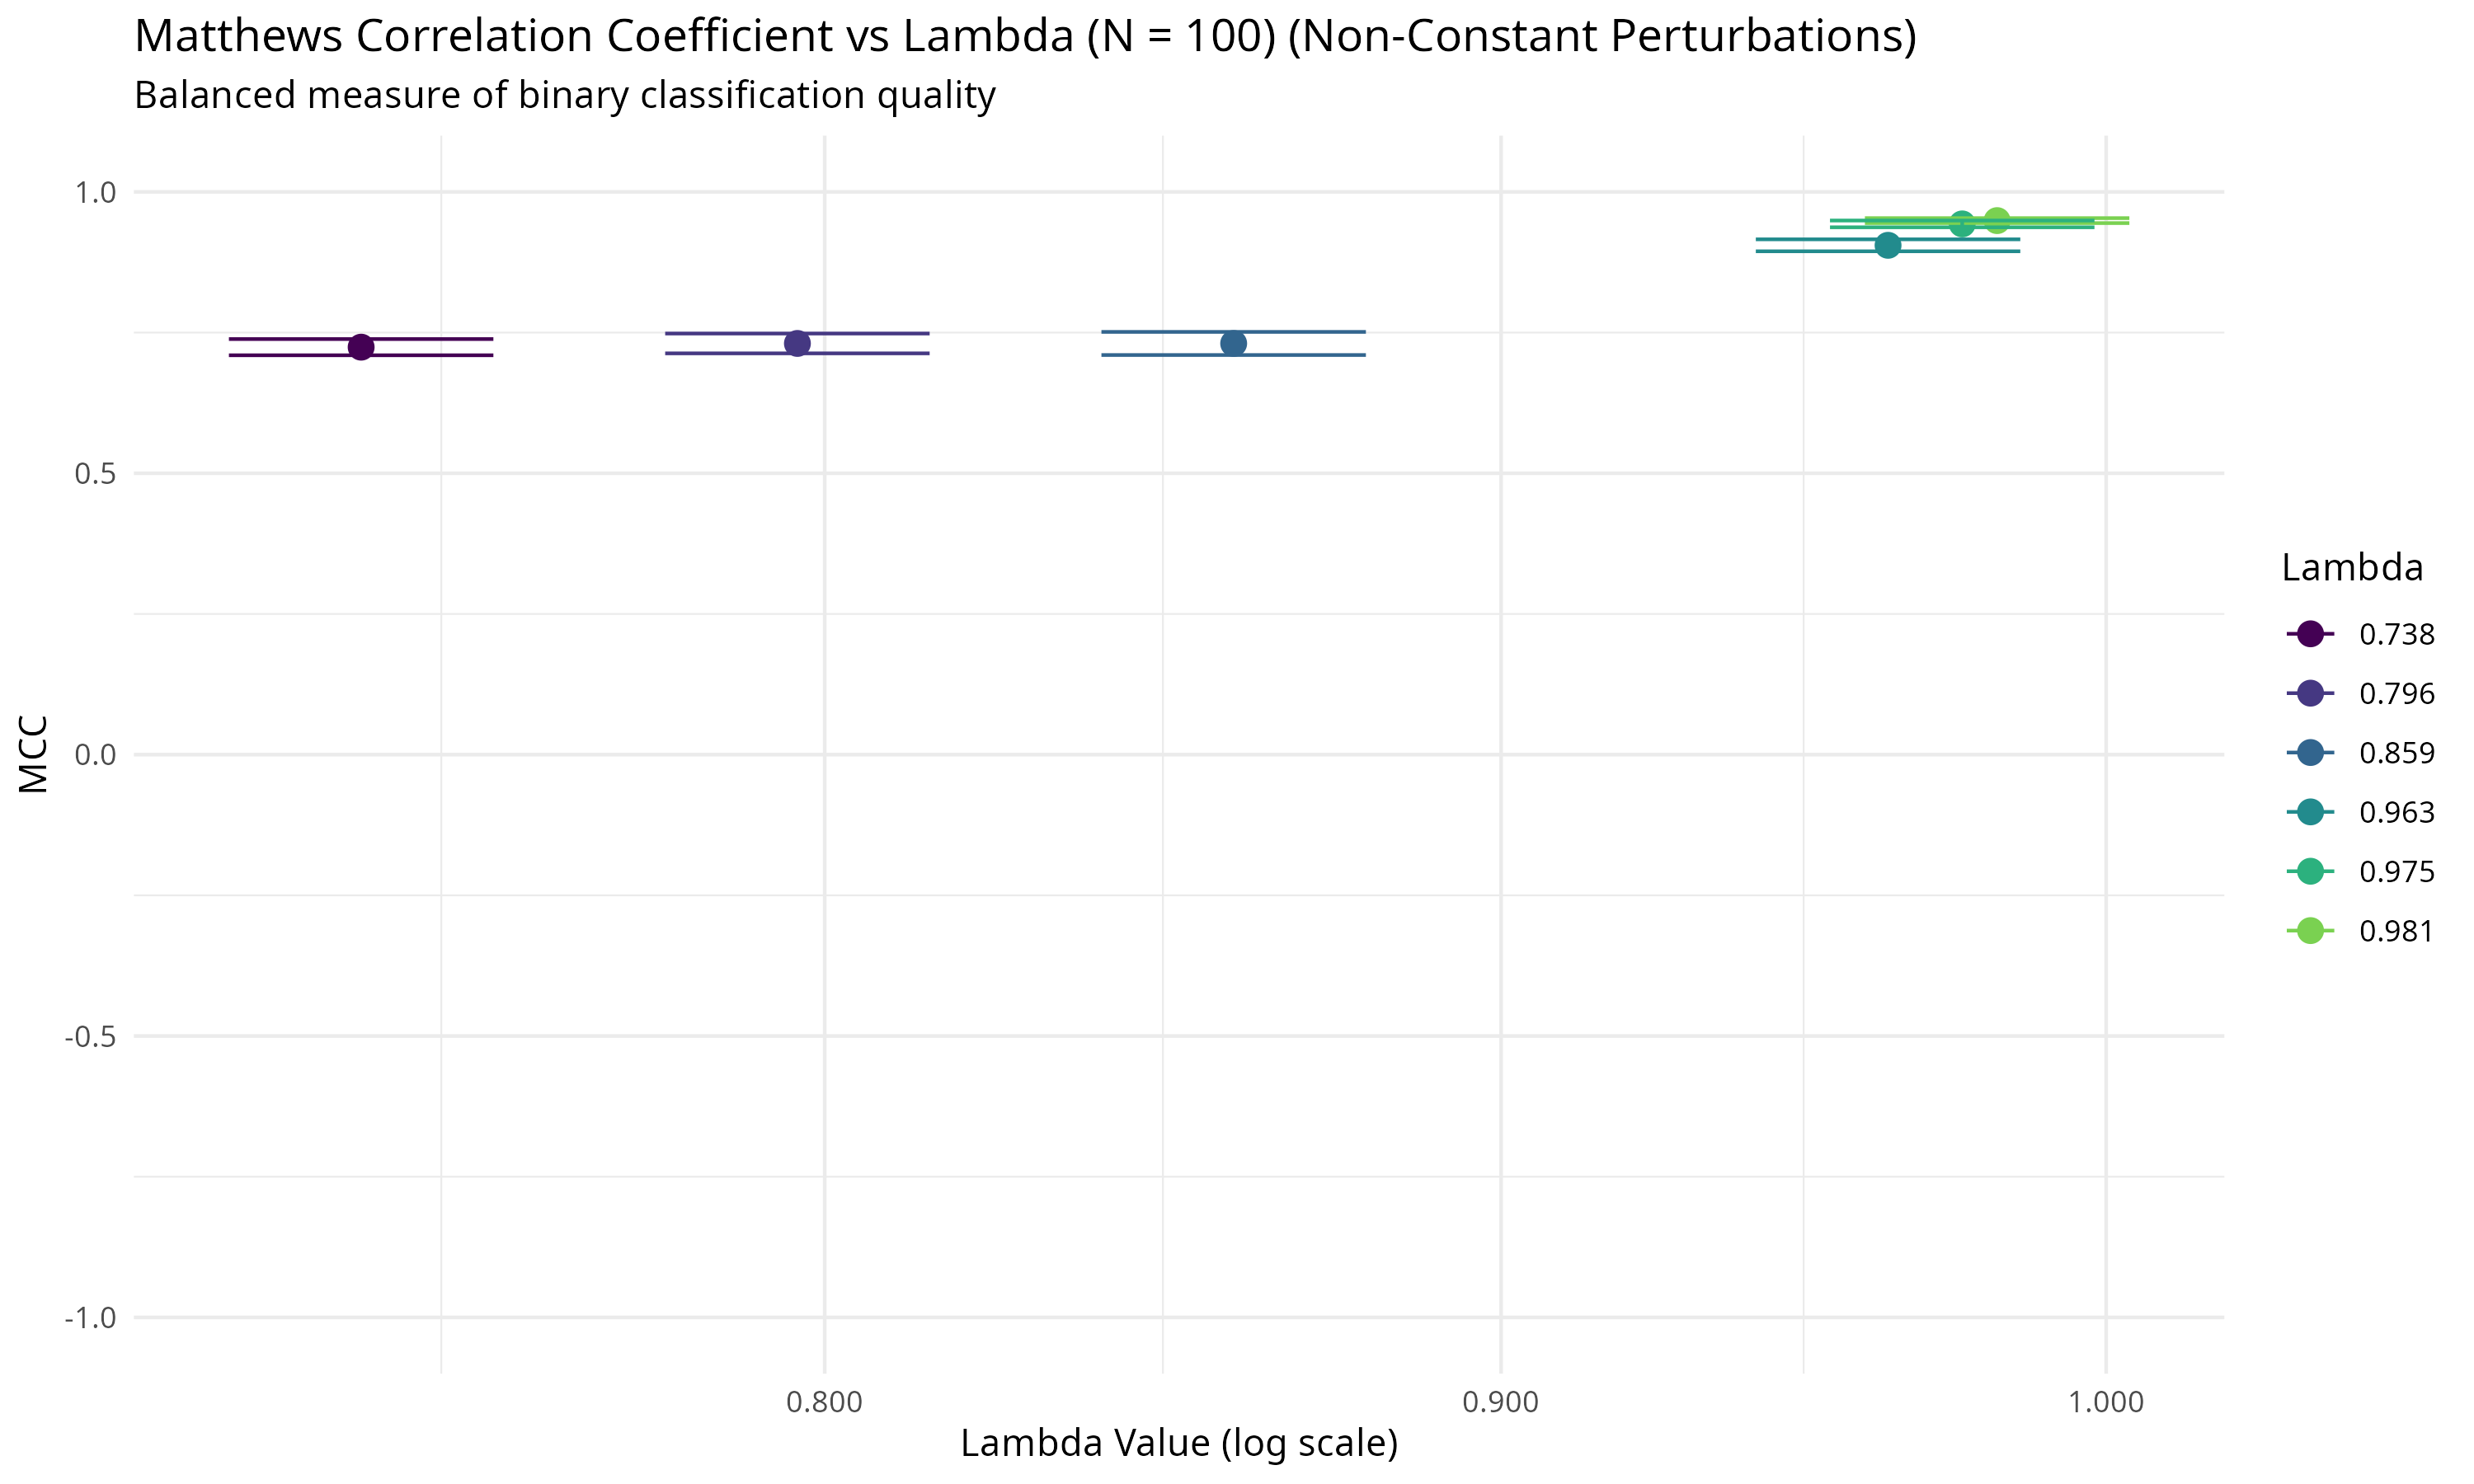 Matthews Correlation Coefficient vs Lambda (N = 100) (Non-Constant Perturbations)
Balanced measure of binary classification quality
1.0
0.5
0.0
-0.5
-1.0
MCC
0.800
0.900
1.000
Lambda Value (log scale)
Lambda
0.738
0.796
0.859
0.963
0.975
0.981